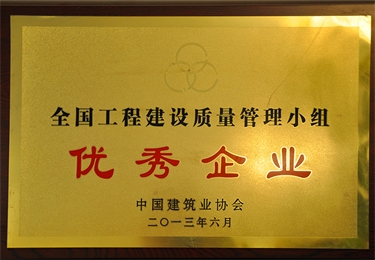 全国工程建设质量管理小组
优秀企业
中国建筑业协会
二〇一三年六月